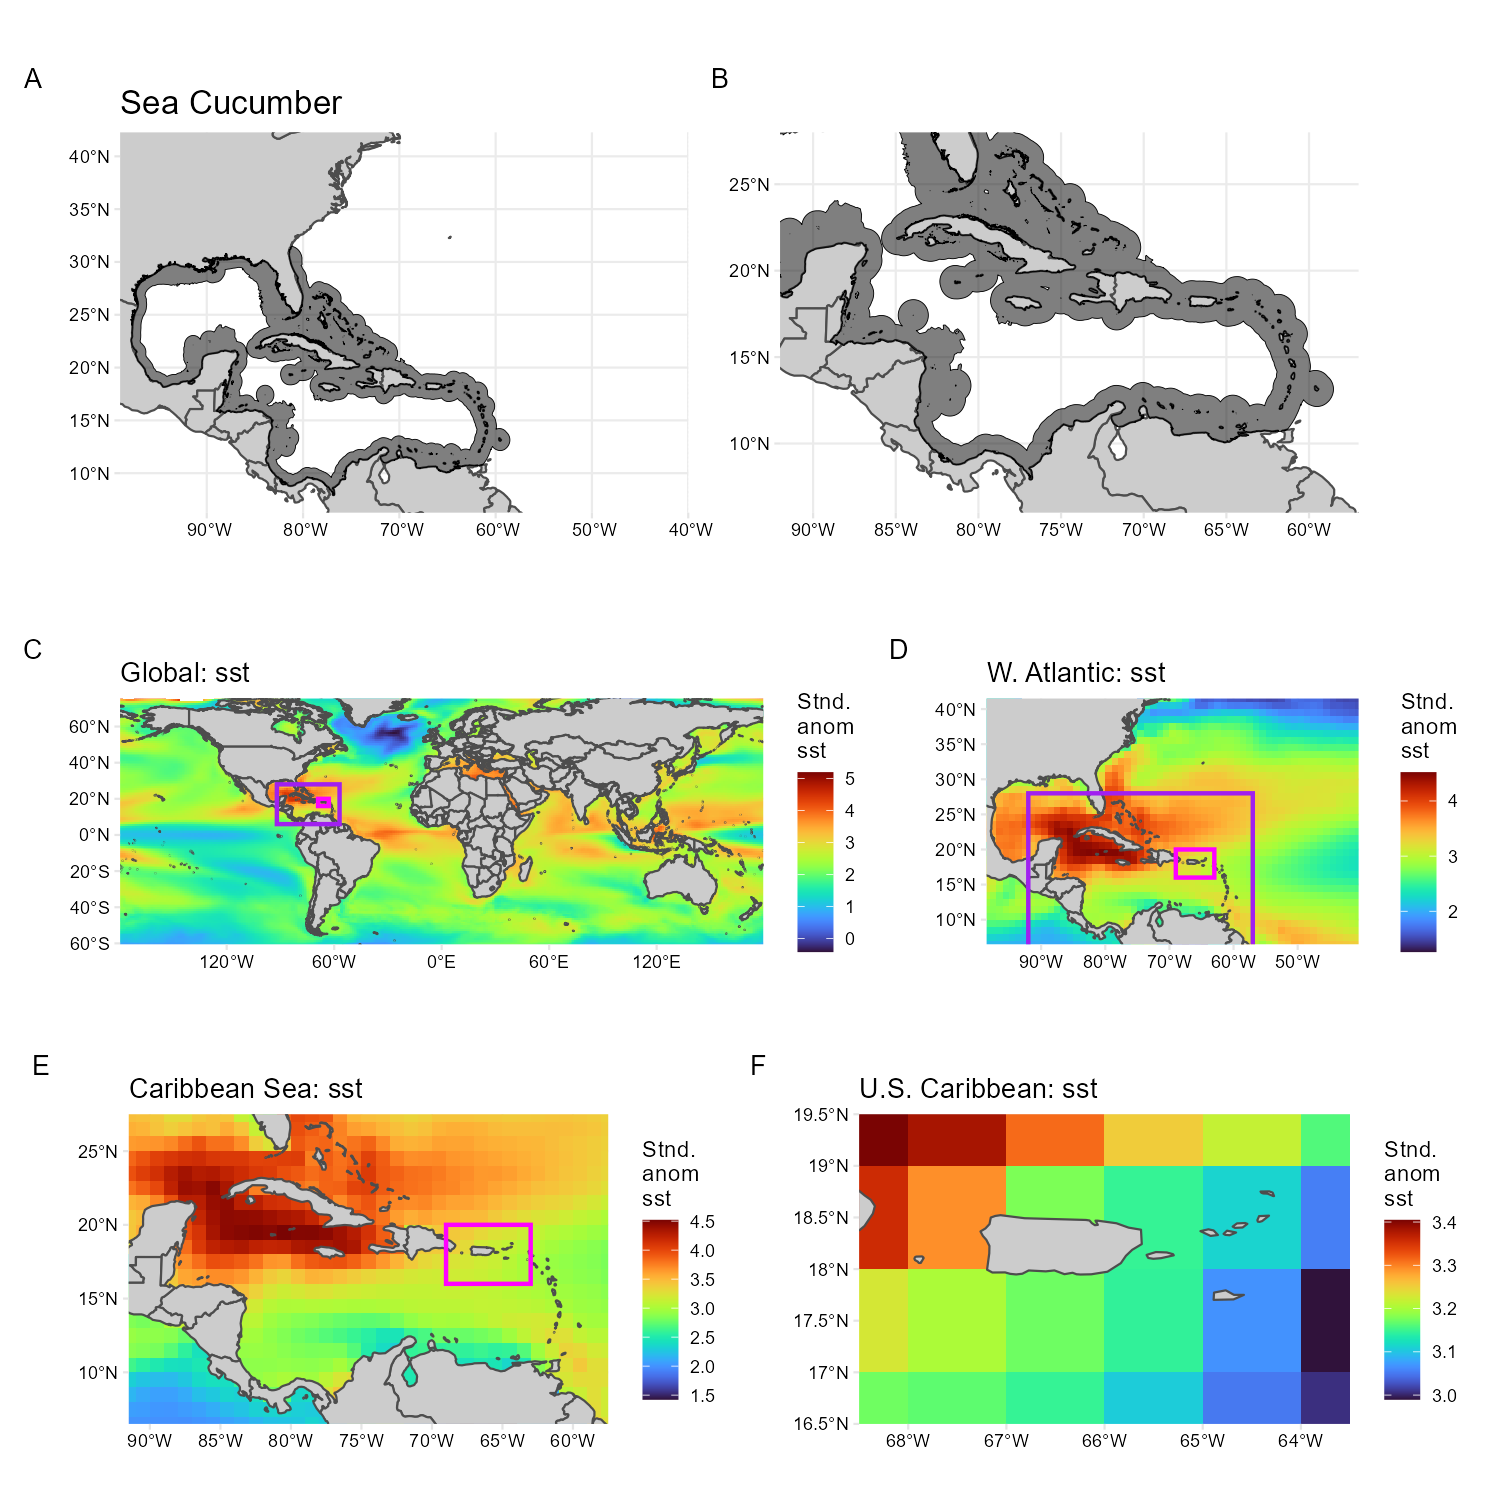 A
B
Sea Cucumber
40°N
35°N
30°N
25°N
20°N
15°N
10°N
90°W 80°W 70°W 60°W 50°W 40°W
25°N
20°N
15°N
10°N
90°W 85°W 80°W 75°W 70°W 65°W 60°W
C
Global: sst
60°N
40°N
20°N
0°N
20°S
40°S
60°S
120°W 60°W 0°E 60°E 120°E
Stnd.
anom
sst
5
4
3
2
1
0
D
W. Atlantic: sst
40°N
35°N
30°N
25°N
20°N
15°N
10°N
90°W 80°W 70°W 60°W 50°W
Stnd.
anom
sst
4
3
2
E
Caribbean Sea: sst
25°N
20°N
15°N
10°N
90°W 85°W 80°W 75°W 70°W 65°W 60°W
Stnd.
anom
sst
4.5
4.0
3.5
3.0
2.5
2.0
1.5
F
U.S. Caribbean: sst
19.5°N
19°N
18.5°N
18°N
17.5°N
17°N
16.5°N
68°W 67°W 66°W 65°W 64°W
Stnd.
anom
sst
3.4
3.3
3.2
3.1
3.0